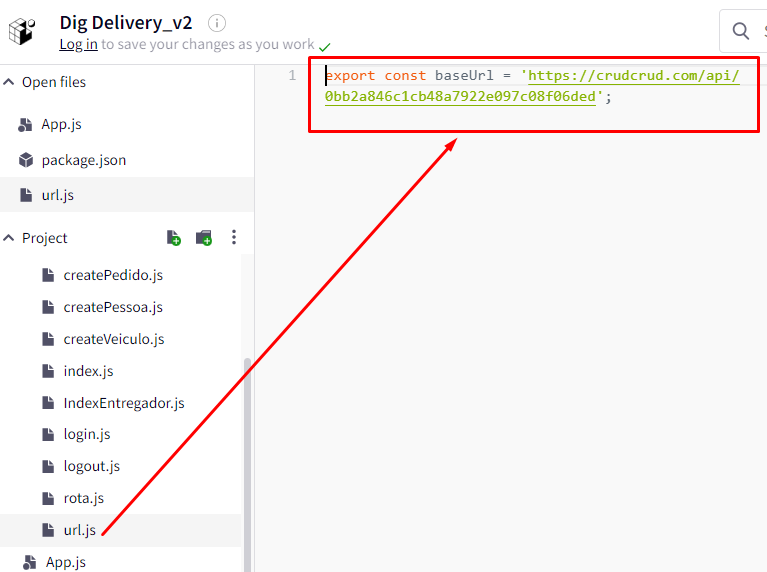 Dig Delivery_v2
Log in to save your changes as you work
Open files
App.js
package.json
url.js
Project
createPedido.js
createPessoa.js
createVeiculo.js
index.js
IndexEntregador.js
login.js
logout.js
rota.js
url.js
App.js
1 export const baseUrl = 'https://crudcrud.com/api/
0bb2a846c1cb48a7922e097c08f06ded';